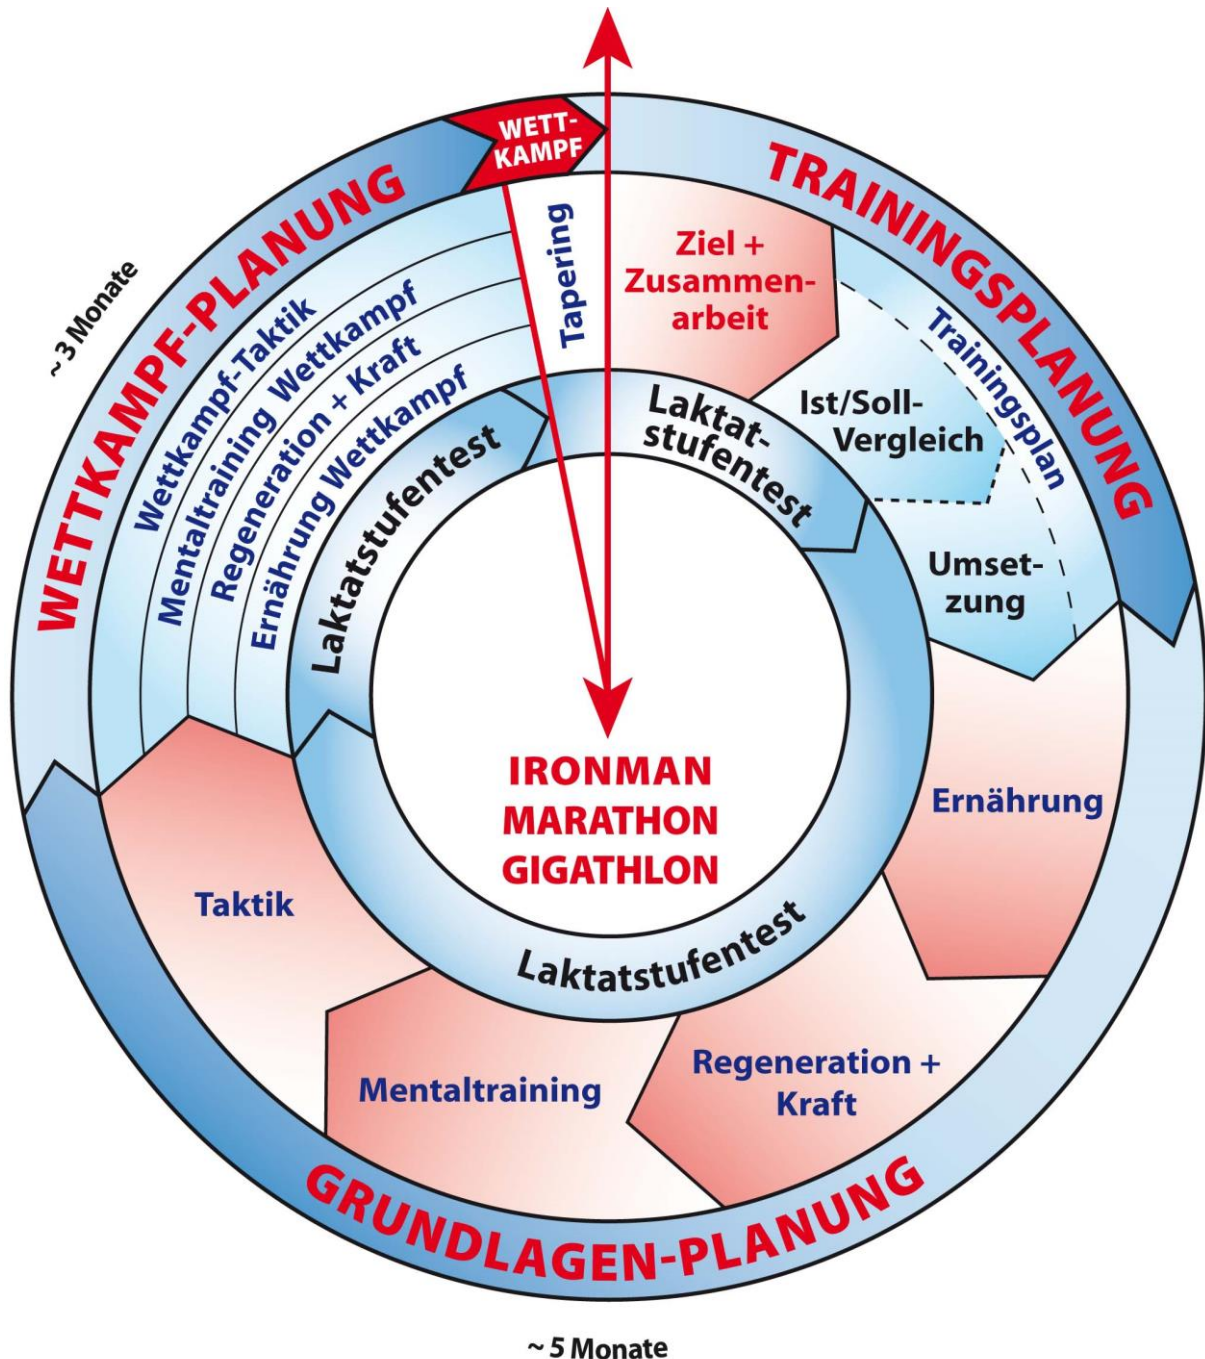 WETT-
KAMPF
TRAININGSPLANUNG
Ziel +
Zusammen-
arbeit
Trainingsplan
Ist/Soll-
Vergleich
Umset-
zung
Laktat-
stufentest
Ernährung
Regeneration +
Kraft
Mentaltraining
Taktik
Laktatstufentest
GRUNDLAGEN-PLANUNG
~ 5 Monate
WETTKAMPF-PLANUNG
~ 3 Monate
Wettkampf-Taktik
Mentaltraining Wettkampf
Regeneration + Kraft
Ernährung Wettkampf
Laktatstufentest
Tapering
IRONMAN
MARATHON
GIGATHLON